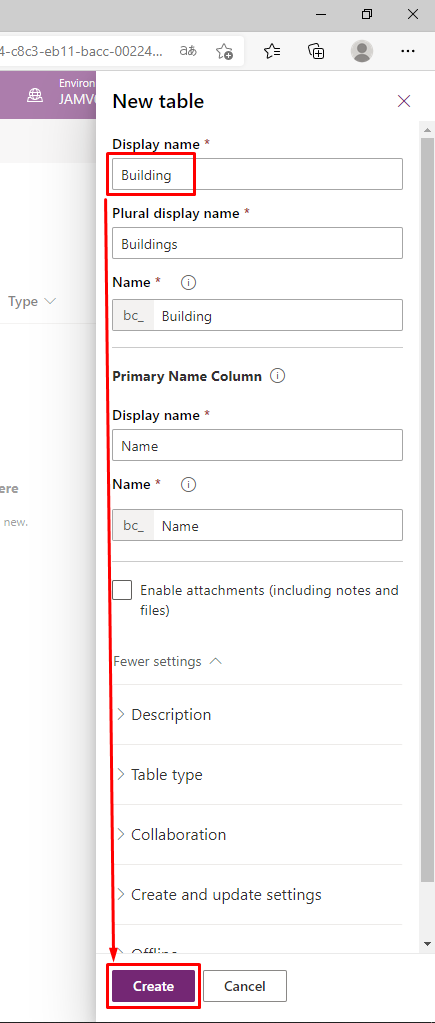 4-c8c3-eb11-bacc-00224...
aあ
Environ
JAMV
New table
Display name *
Building
Plural display name *
Buildings
Name *
bc_ Building
Type
Primary Name Column
Display name *
Name
Name *
ere
new.
bc_ Name
Enable attachments (including notes and
files)
Fewer settings
Description
Table type
Collaboration
Create and update settings
Offline
Create
Cancel